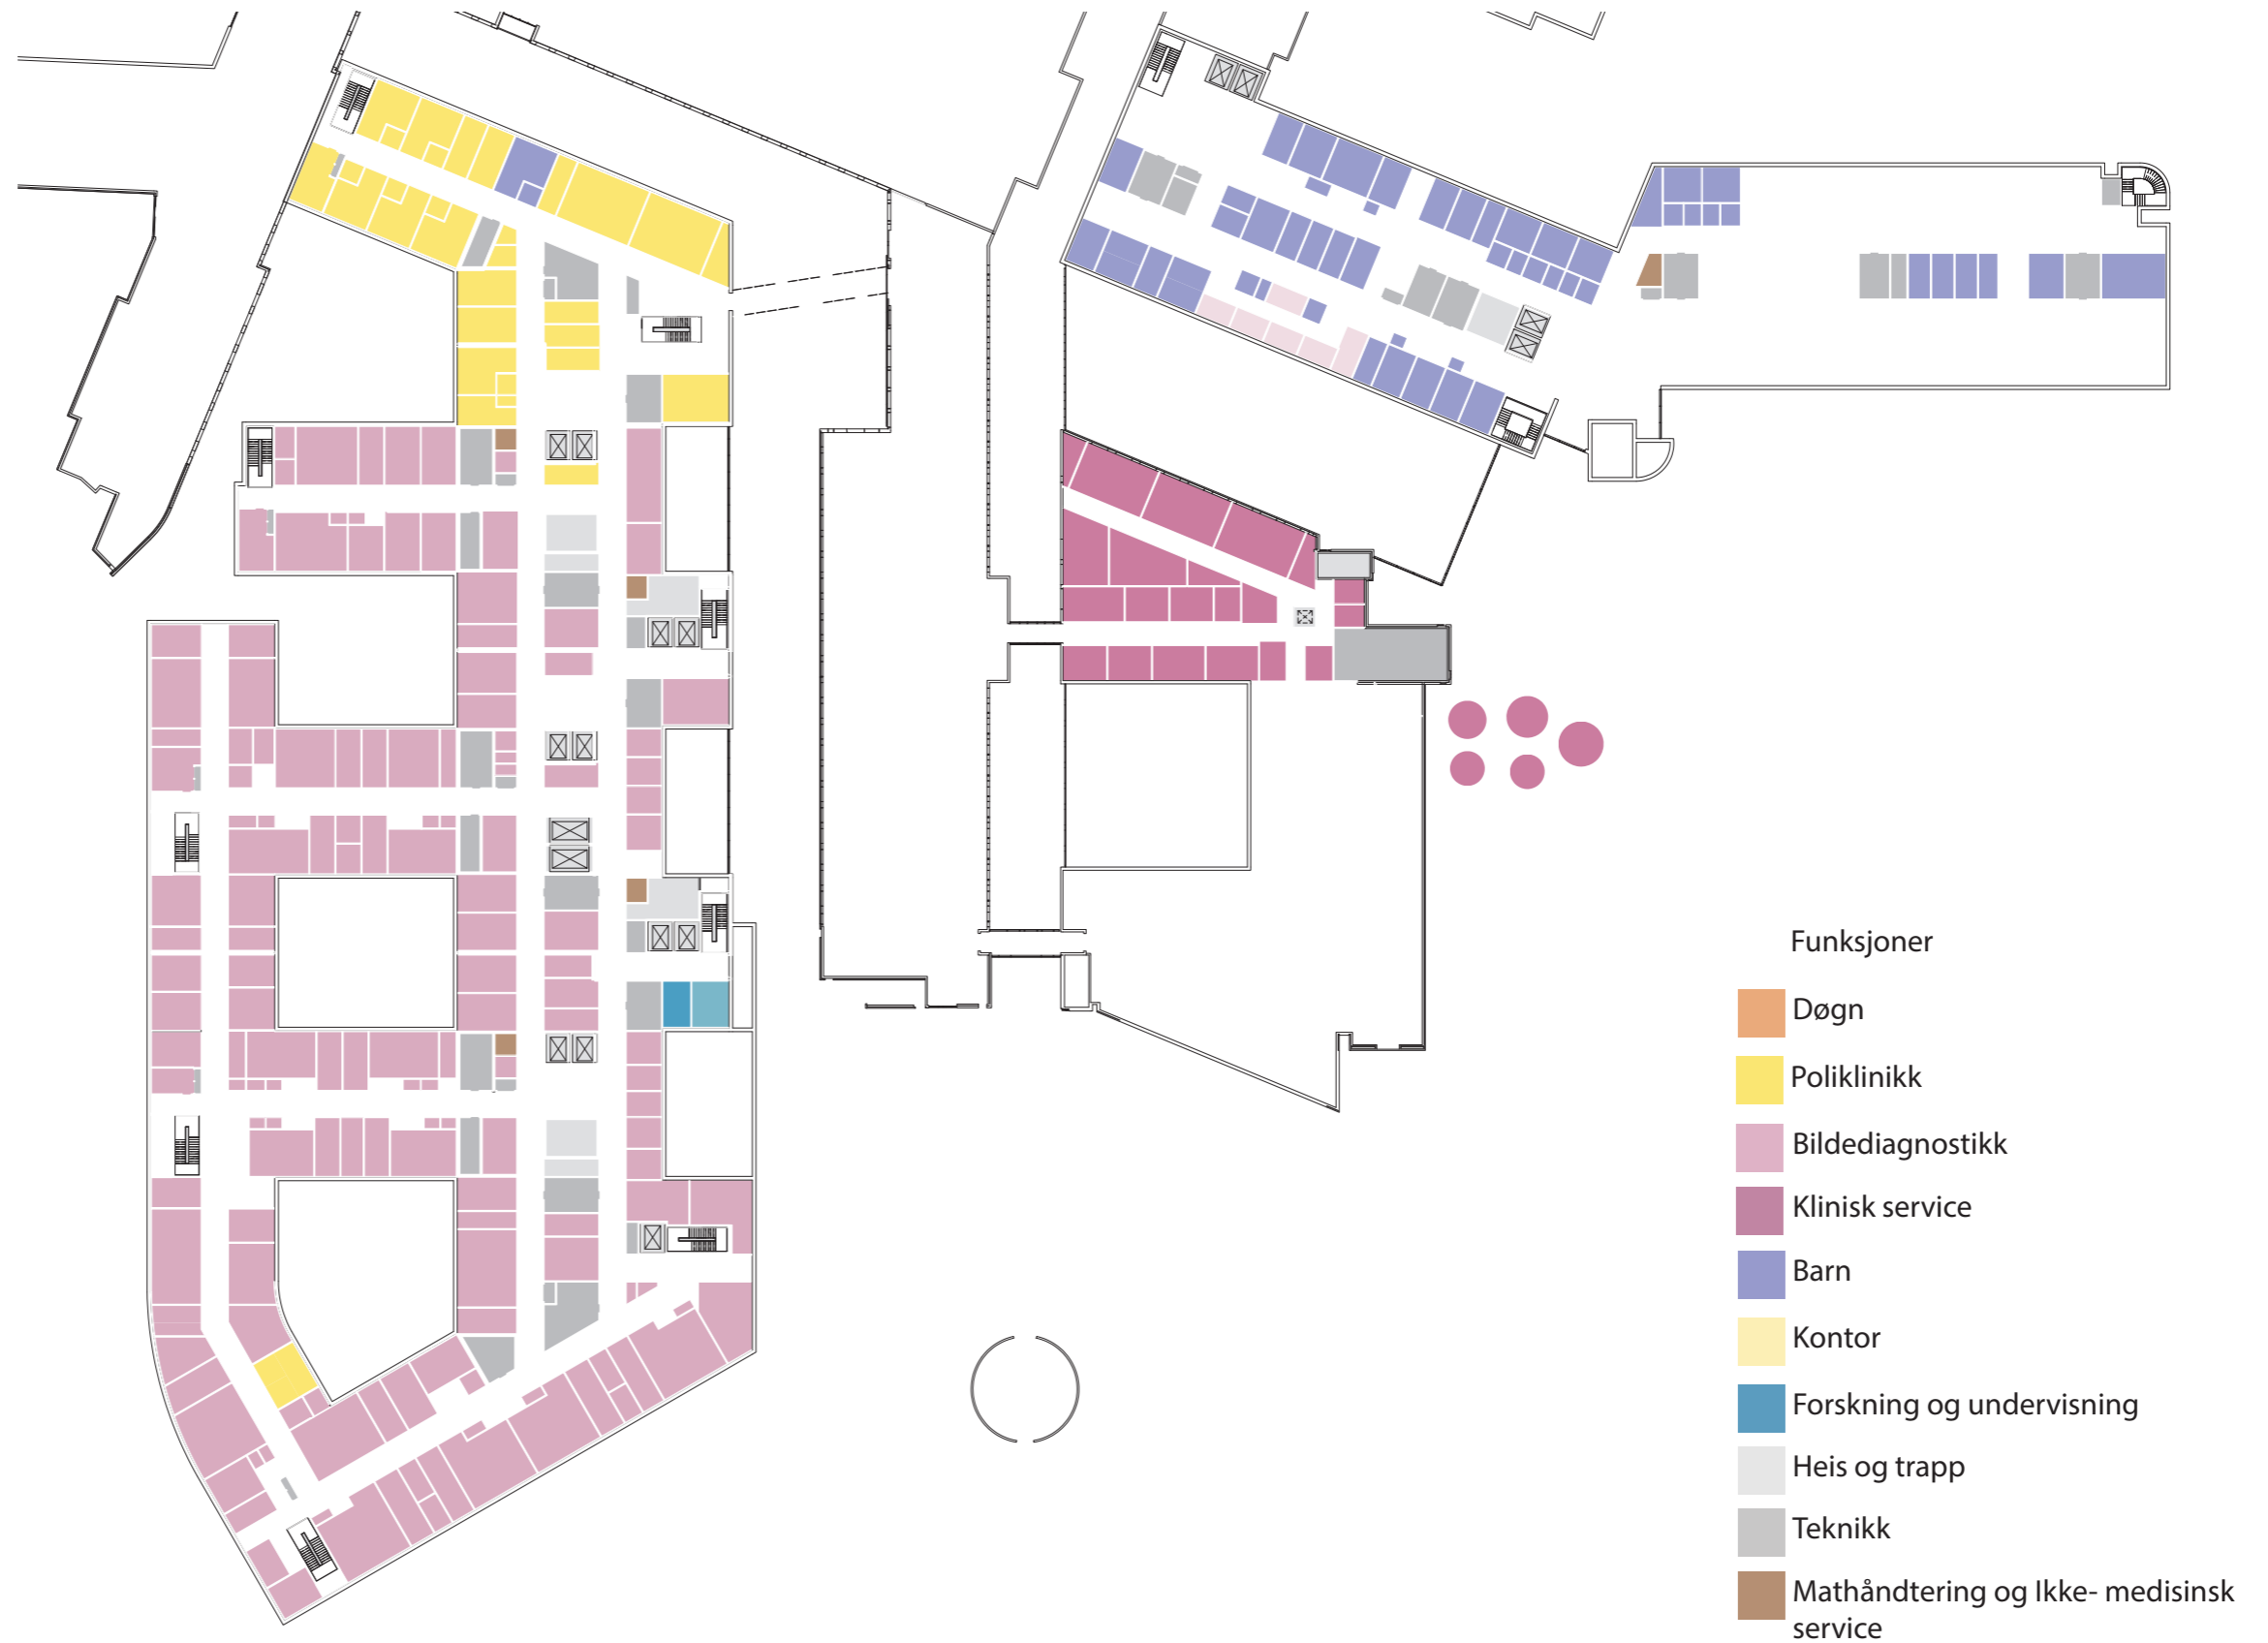 Funksjoner
Døgn
Poliklinikk
Bildediagnostikk
Klinisk service
Barn
Kontor
Forskning og undervisning
Heis og trapp
Teknikk
Mathåndtering og Ikke- medisinsk
service